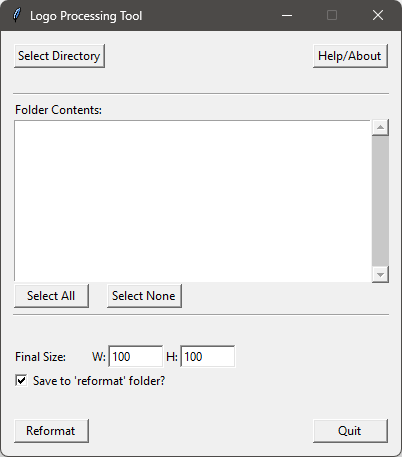 Logo Processing Tool
Select Directory Help/About
Folder Contents:
Select All Select None
Final Size: W: 100 H: 100
Save to 'reformat' folder?
Reformat Quit